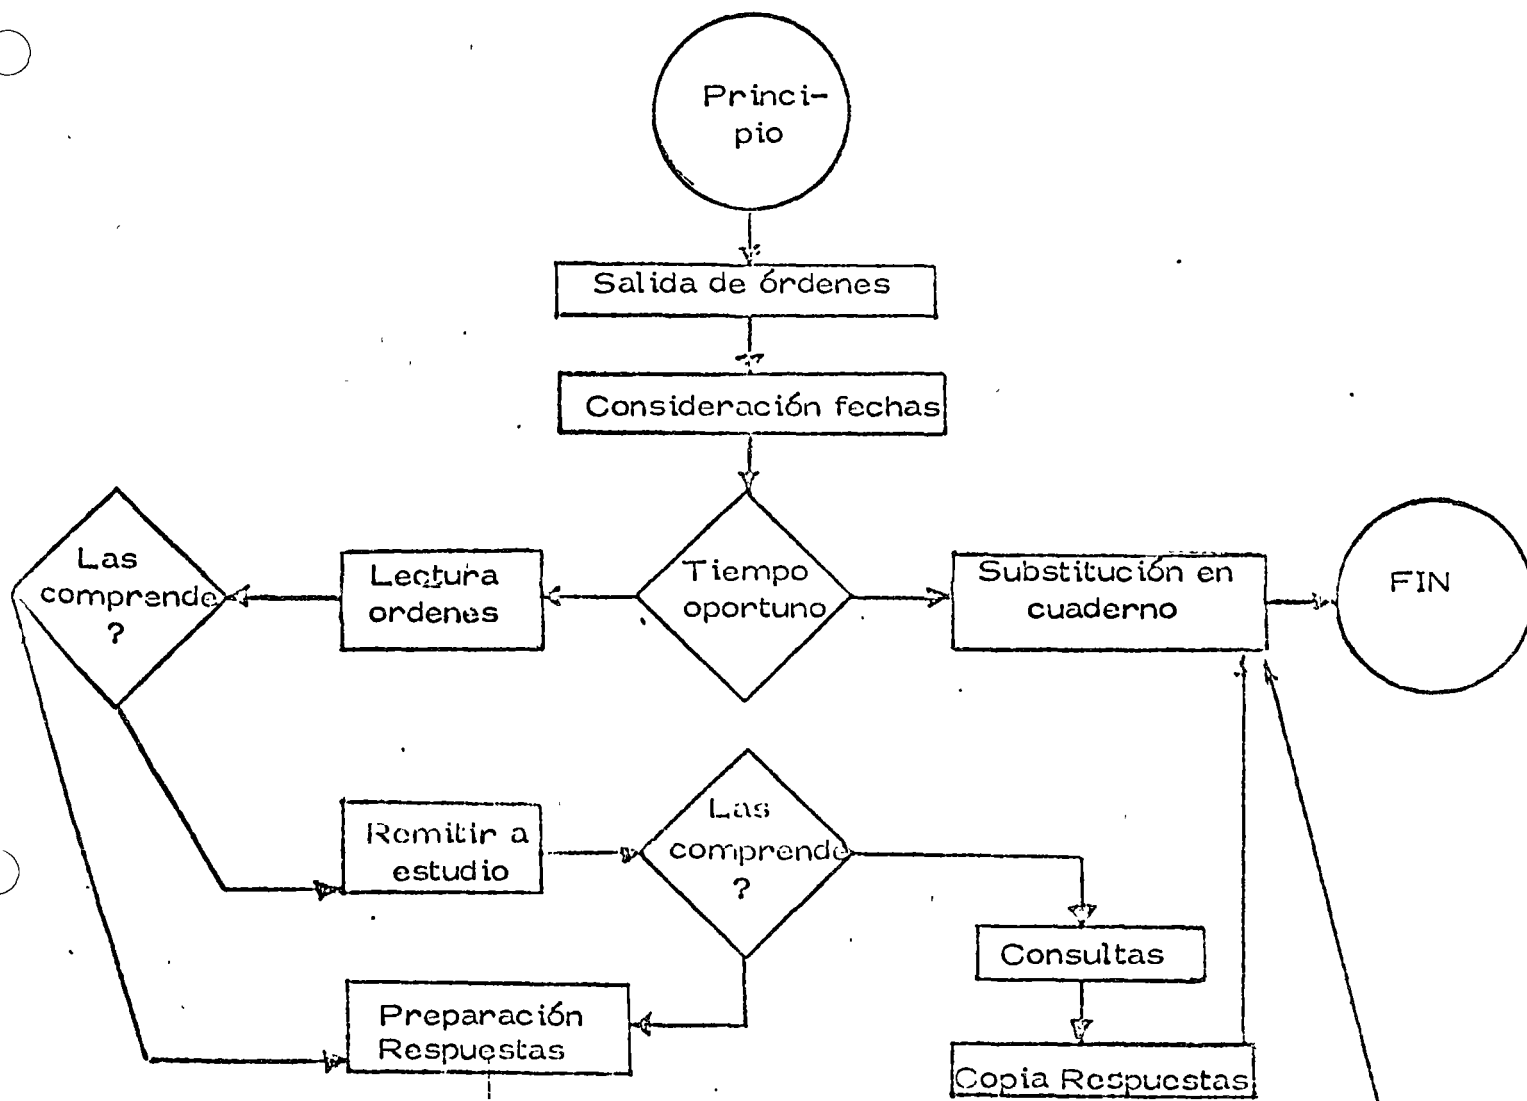 Princi-
pio
Salida de órdenes
Consideración fechas
Las
comprende
?
Lectura
ordenes
Tiempo
oportuno
Substitución en
cuaderno
FIN
Remitir a
estudio
Las
comprende
?
Consultas
Preparación
Respuestas
Copia Respuestas